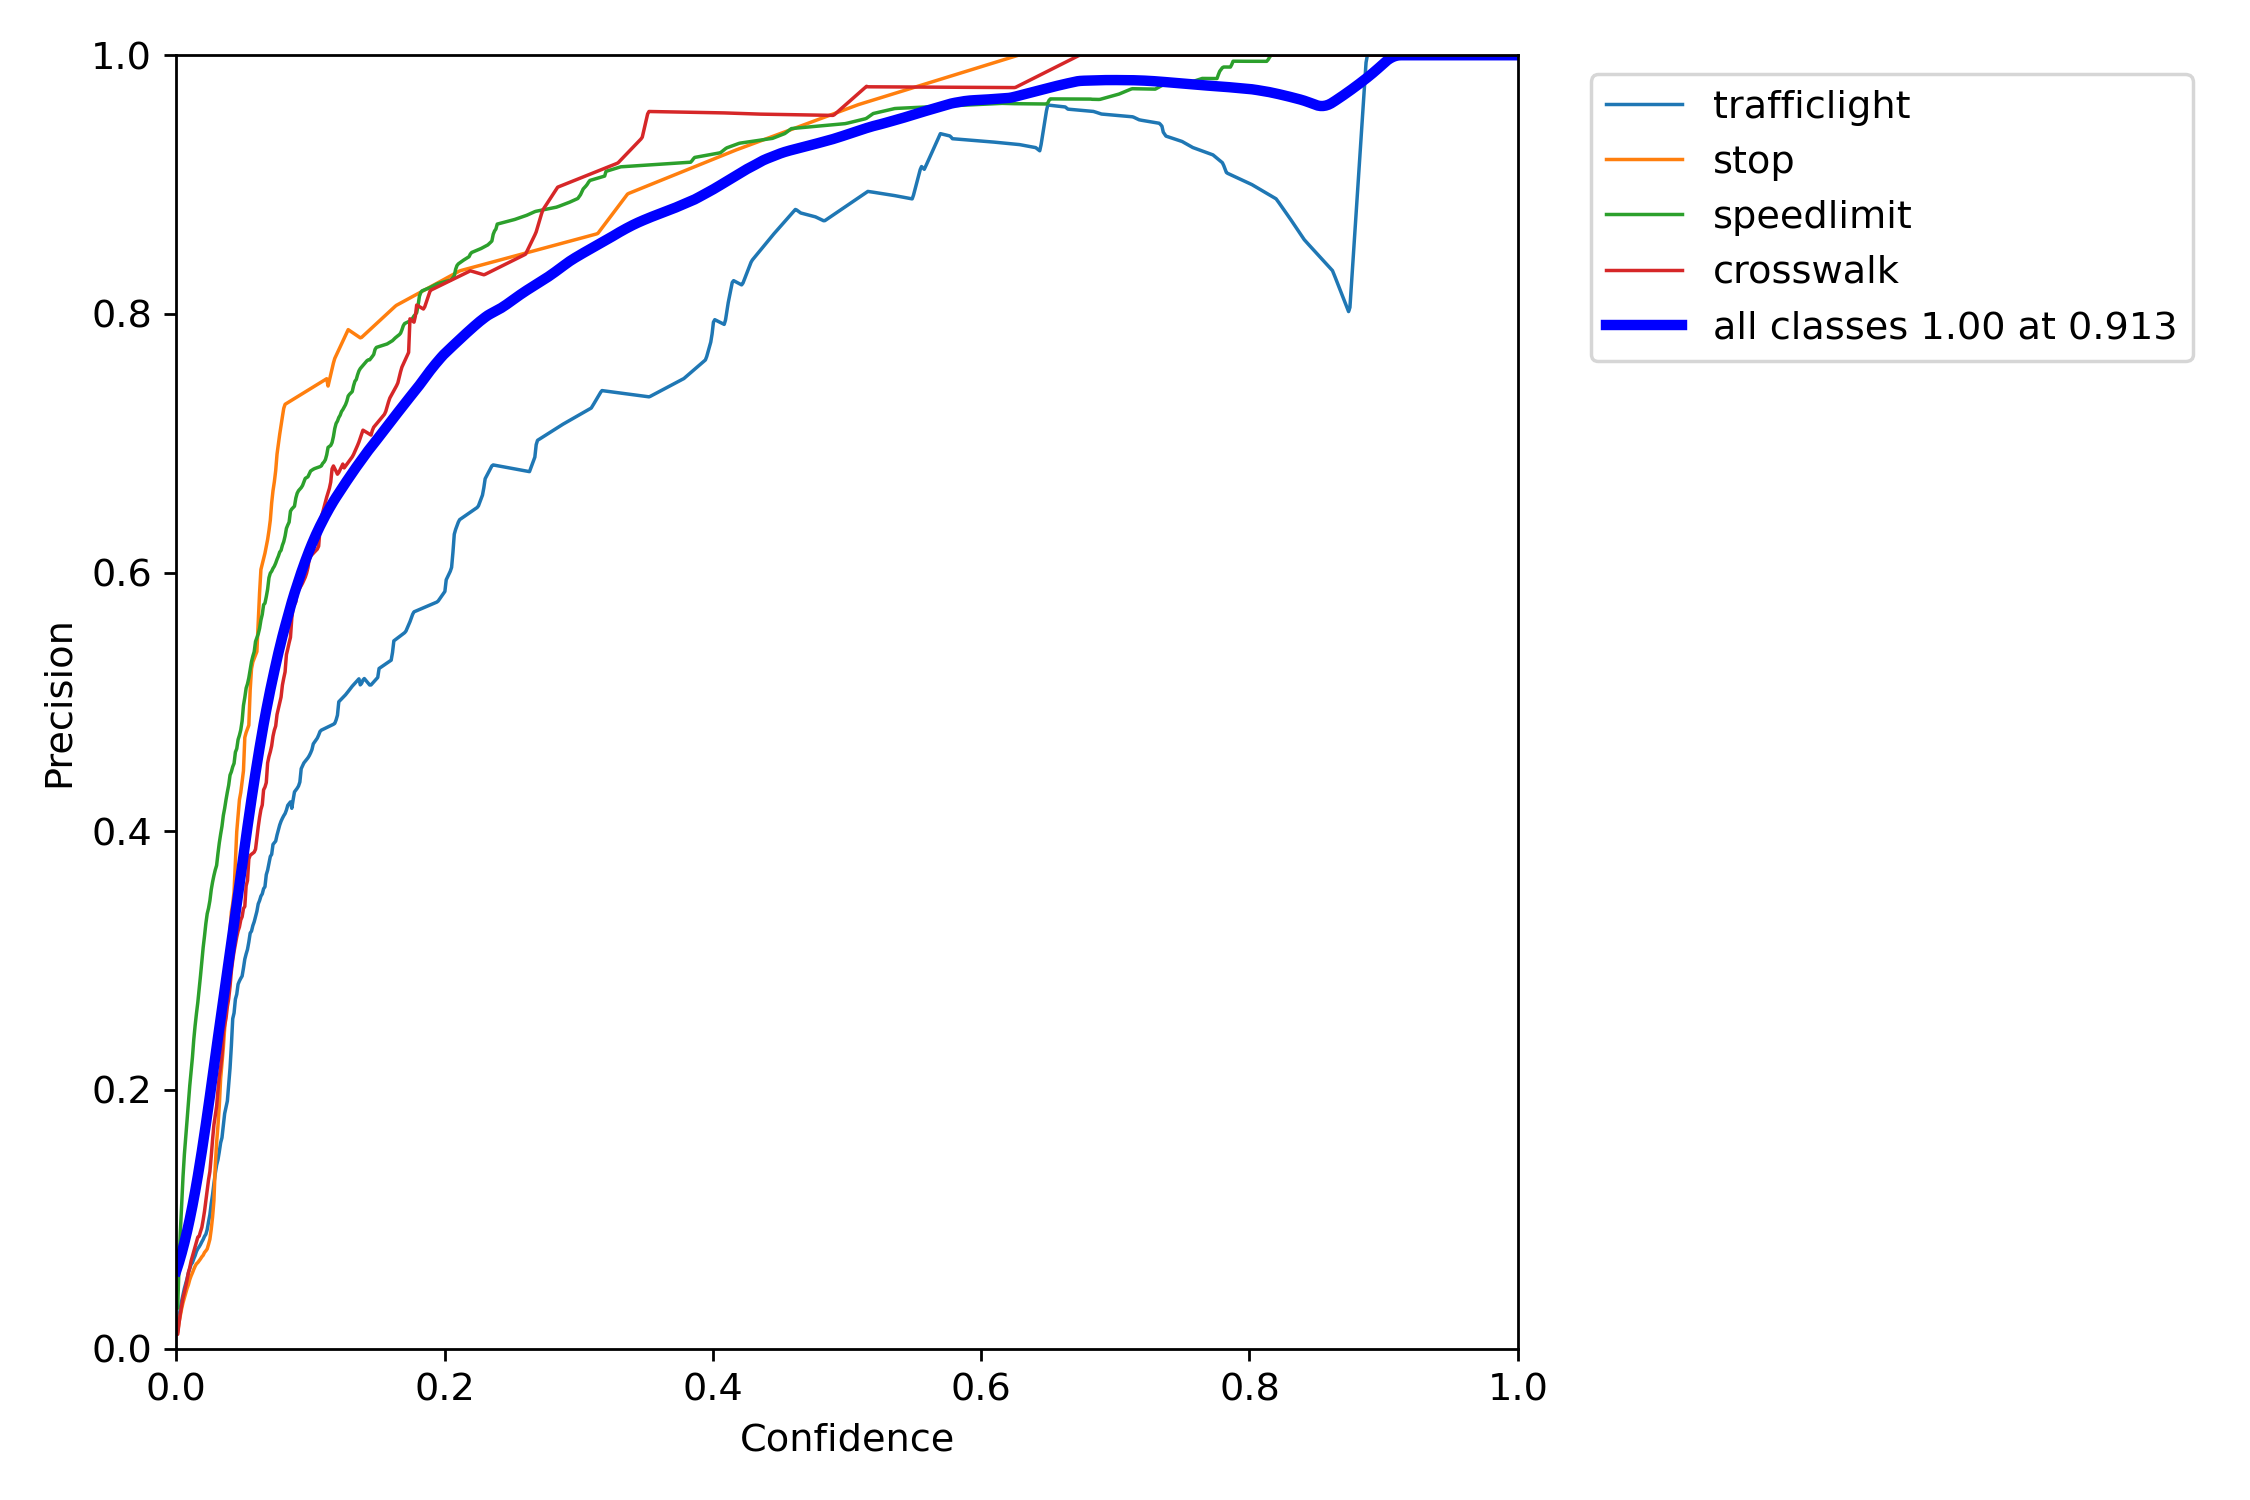 1.0
0.8
0.6
0.4
0.2
0.0
Precision
0.0 0.2 0.4 0.6 0.8 1.0
Confidence
trafficlight
stop
speedlimit
crosswalk
all classes 1.00 at 0.913